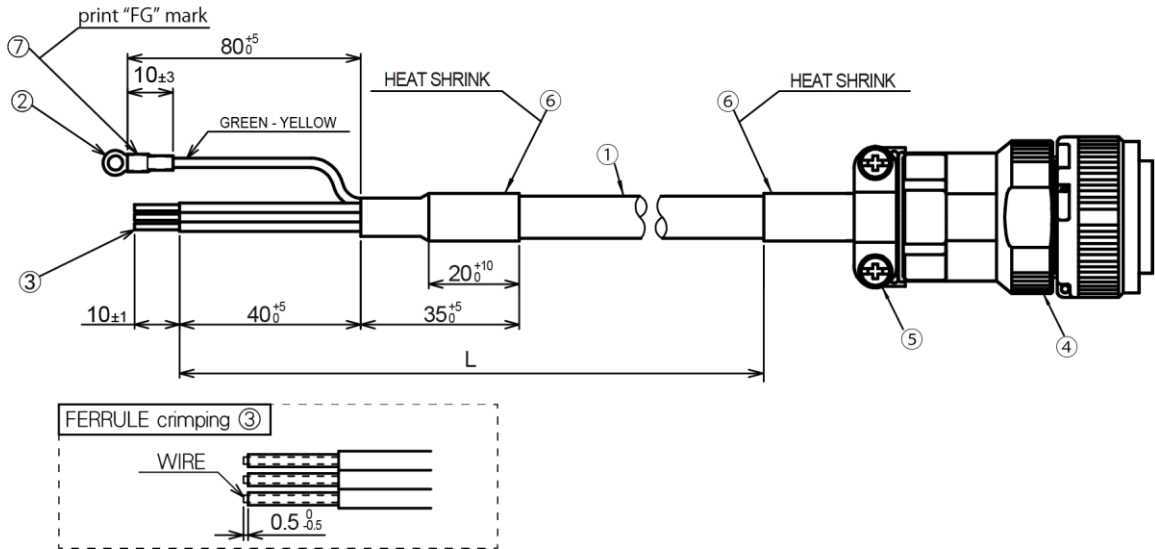 print “FG” mark
⑦
80 +5 0
10±3
②
GREEN - YELLOW
HEAT SHRINK
⑥
①
HEAT SHRINK
⑥
③
20 +10 0
10±1
40 +5 0
35 +5 0
⑤
④
L
FERRULE crimping ③
WIRE
0.5 0 -0.5